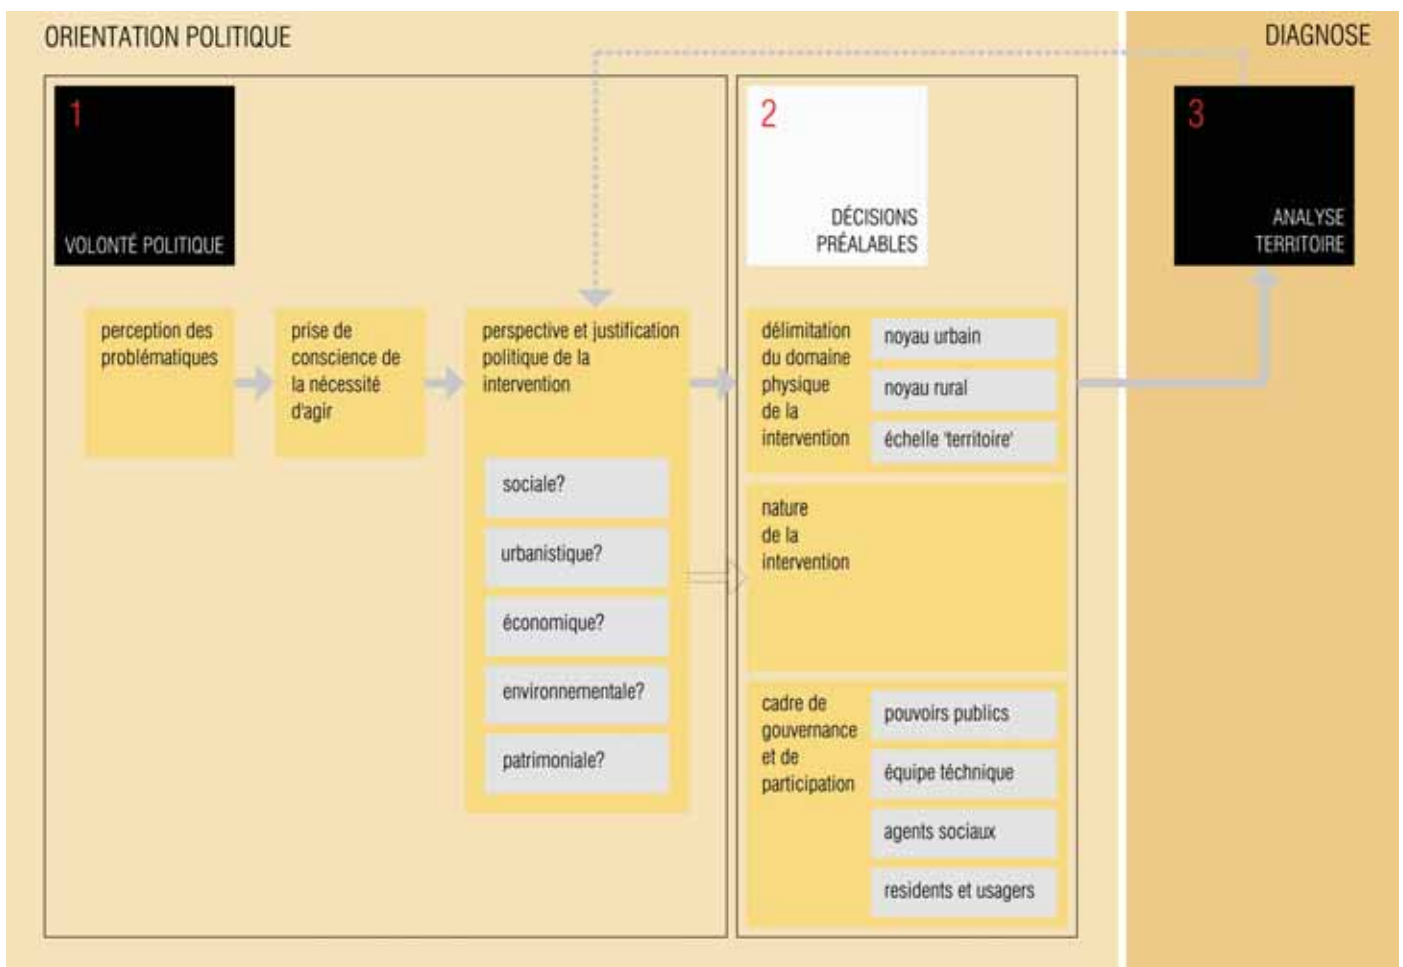 ORIENTATION POLITIQUE
DIAGNOSE
1
VOLONTÉ POLITIQUE
perception des
problématiques
prise de
conscience de
la nécessité
d'agir
perspective et justification
politique de la
intervention
sociale?
urbanistique?
économique?
environnementale?
patrimoniale?
2
DÉCISIONS
PRÉALABLES
délimitation
du domaine
physique
de la
intervention
noyau urbain
noyau rural
échelle 'territoire'
nature
de la
intervention
cadre de
gouvernance
et de
participation
pouvoirs publics
équipe téchnique
agents sociaux
residents et usagers
3
ANALYSE
TERRITOIRE